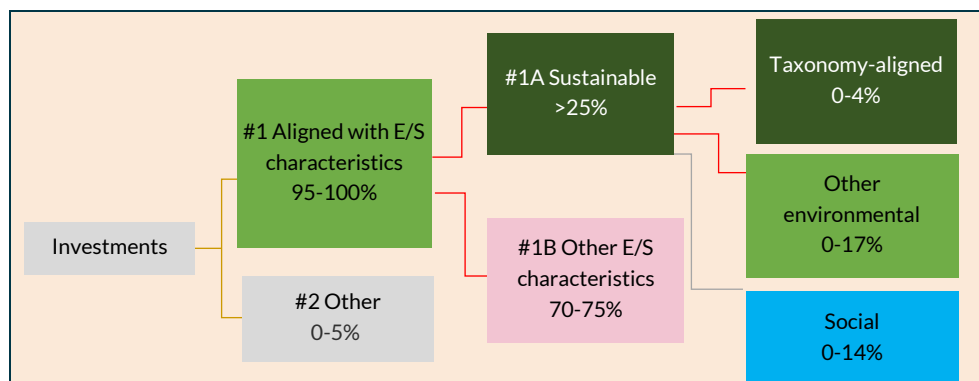 Investments
#1 Aligned with E/S
characteristics
95-100%
#2 Other
0-5%
#1A Sustainable
>25%
#1B Other E/S
characteristics
70-75%
Taxonomy-aligned
0-4%
Other
environmental
0-17%
Social
0-14%